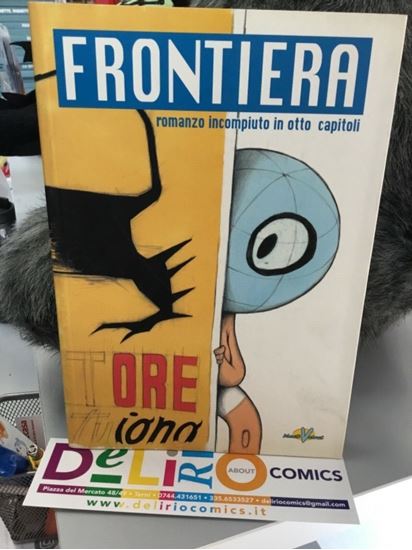 FRONTIERA
romanzo incompiuto in otto capitoli
ORE
iona
DeLiRiO ABOUT COMICS
Piazza del Mercato 48/49 • Terni • 0744.431651 • 335.6533527 • deliriocomics@gmail.com
www.deliriocomics.it